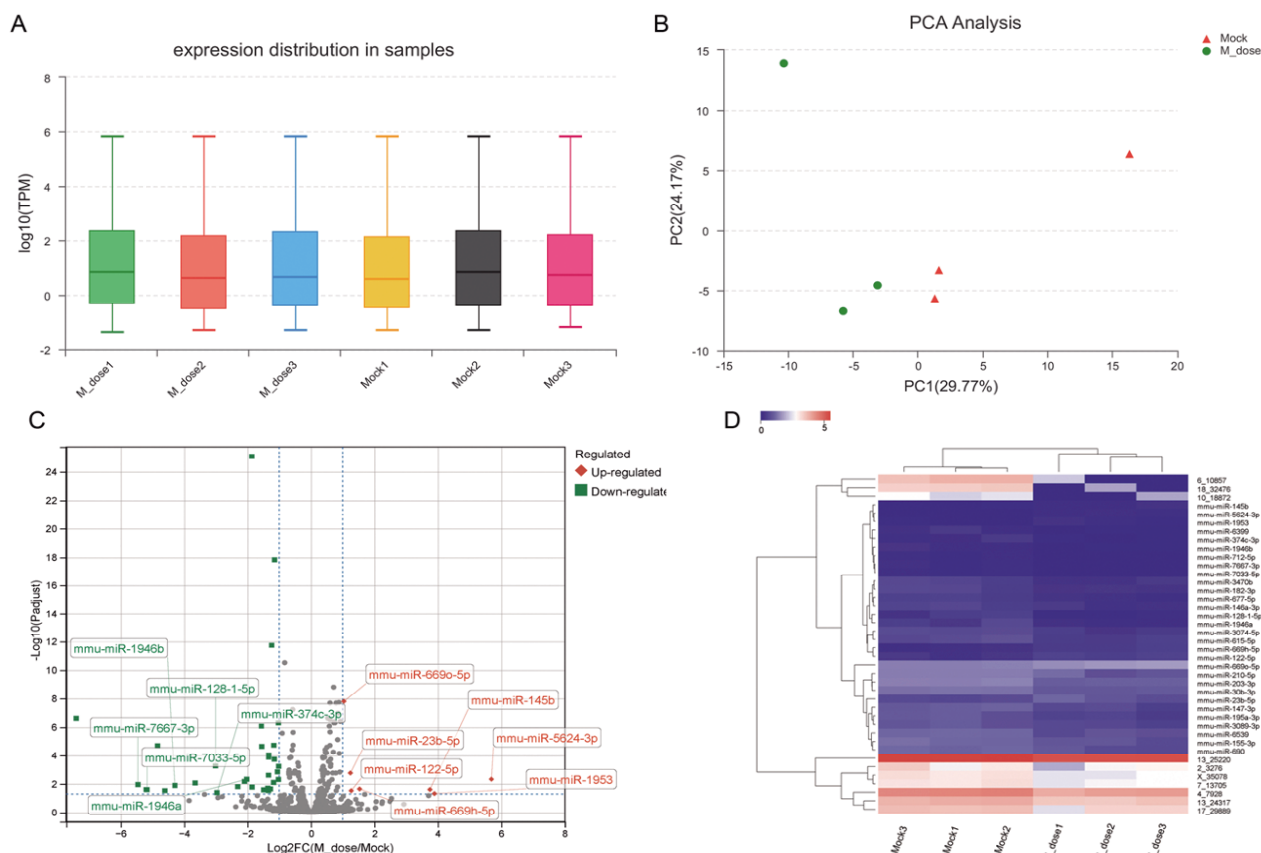 A
expression distribution in samples
log10(TPM)
8
6
4
2
0
-2
M_dose1
M_dose2
M_dose3
Mock1
Mock2
Mock3
B
PCA Analysis
Mock
M_dose
PC2(24.17%)
15
10
5
0
-5
-10
-15
-10
-5
0
5
10
15
20
PC1(29.77%)
C
-Log10(Padjust)
24
22
20
18
16
14
12
10
8
6
4
2
0
-6
-4
-2
0
2
4
6
8
Log2FC(M_dose/Mock)
Regulated
Up-regulated
Down-regulate
mmu-miR-1946b
mmu-miR-128-1-5p
mmu-miR-374c-3p
mmu-miR-7667-3p
mmu-miR-7033-5p
mmu-miR-1946a
mmu-miR-669o-5p
mmu-miR-145b
mmu-miR-23b-5p
mmu-miR-5624-3p
mmu-miR-122-5p
mmu-miR-1953
mmu-miR-669h-5p
D
0
5
6_10857
18_32476
10_18872
mmu-miR-145b
mmu-miR-5624-3p
mmu-miR-1953
mmu-miR-6399
mmu-miR-374c-3p
mmu-miR-1946b
mmu-miR-712-5p
mmu-miR-7667-3p
mmu-miR-7033-5p
mmu-miR-3470b
mmu-miR-182-3p
mmu-miR-677-5p
mmu-miR-146a-3p
mmu-miR-128-1-5p
mmu-miR-1946a
mmu-miR-3074-5p
mmu-miR-615-5p
mmu-miR-669h-5p
mmu-miR-122-5p
mmu-miR-669o-5p
mmu-miR-210-5p
mmu-miR-203-3p
mmu-miR-30b-3p
mmu-miR-23b-5p
mmu-miR-147-3p
mmu-miR-195a-3p
mmu-miR-3089-3p
mmu-miR-6539
mmu-miR-155-3p
mmu-miR-690
13_25220
2_3276
X_35078
7_13705
4_7928
13_24317
17_29889
Mock3
Mock1
Mock2
_dose1
_dose2
_dose3